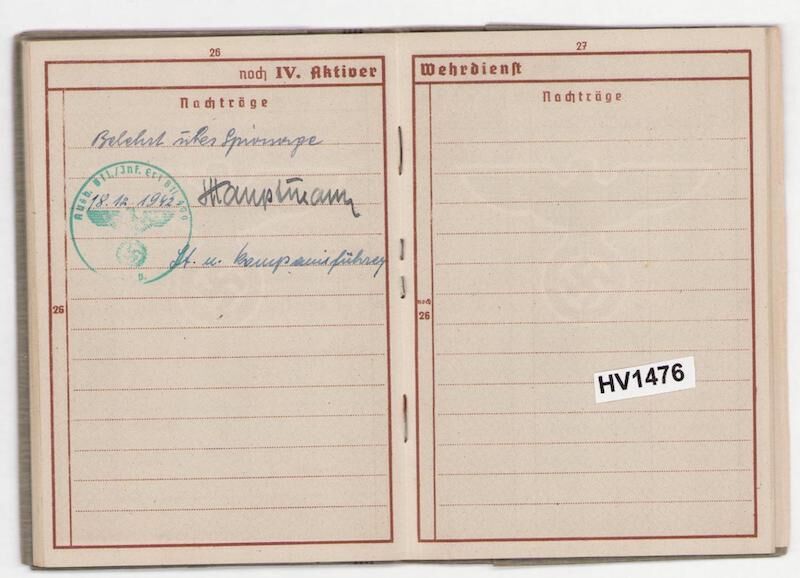 26
noch IV. Aktiver
Nachträge
Belehrt über Spionage
18.12.1942 Hauptmann
Lt. u. Kompanieführer
26
27
Wehrdienst
Nachträge
noch
26
HV1476